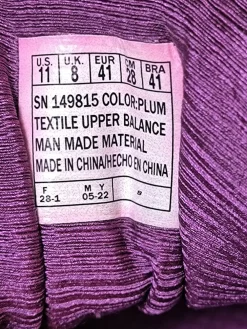 U.S. U.K. EUR CM BRA
11 8 41 28 41
SN 149815 COLOR:PLUM
TEXTILE UPPER BALANCE
MAN MADE MATERIAL
MADE IN CHINA/HECHO EN CHINA
F M Y
28-1 05-22